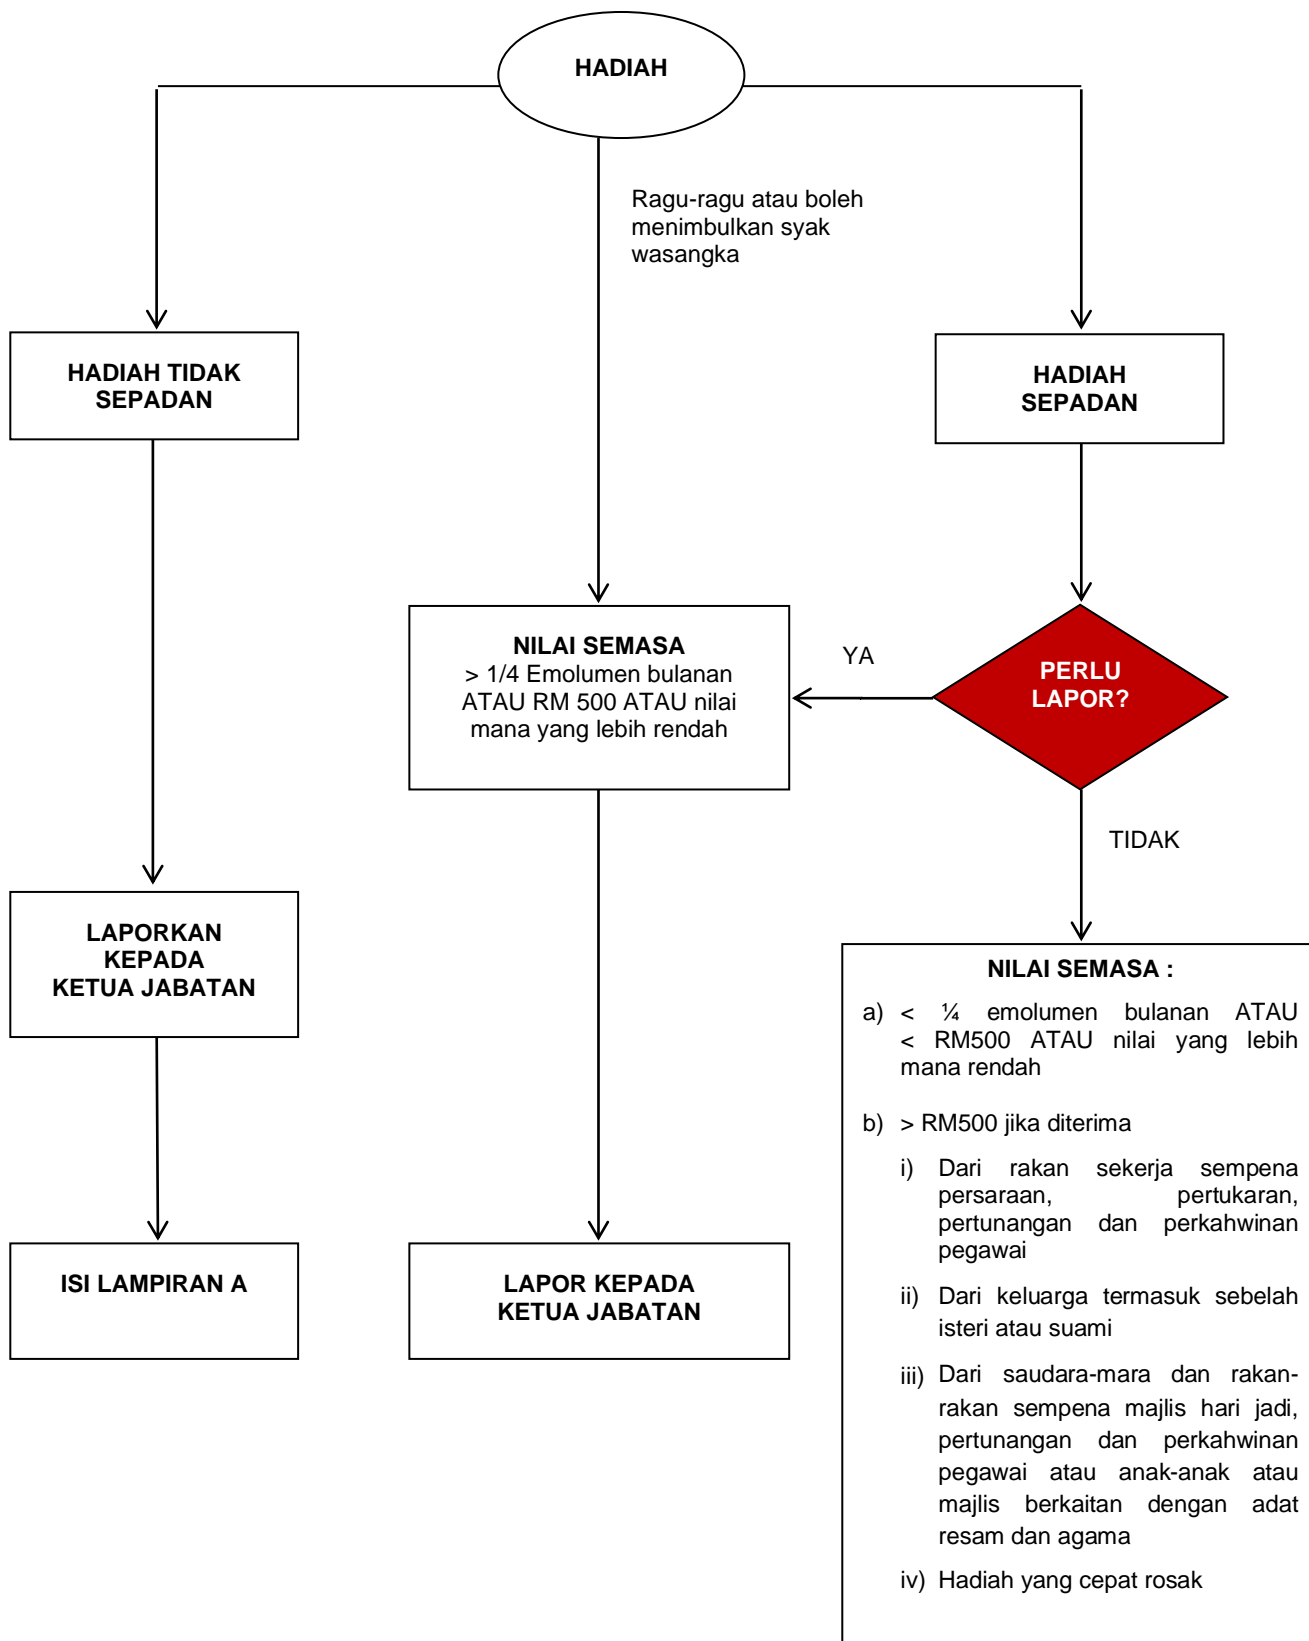 HADIAH
Ragu-ragu atau boleh
menimbulkan syak
wasangka
HADIAH TIDAK
SEPADAN
HADIAH
SEPADAN
NILAI SEMASA
> 1/4 Emolumen bulanan
ATAU RM 500 ATAU nilai
mana yang lebih rendah
YA
PERLU
LAPOR?
TIDAK
LAPORKAN
KEPADA
KETUA JABATAN
NILAI SEMASA :
a) < ¼ emolumen bulanan ATAU
< RM500 ATAU nilai yang lebih
mana rendah
b) > RM500 jika diterima
i) Dari rakan sekerja sempena
persaraan, pertukaran,
pertunangan dan perkahwinan
pegawai
ii) Dari keluarga termasuk sebelah
isteri atau suami
iii) Dari saudara-mara dan rakan-
rakan sempena majlis hari jadi,
pertunangan dan perkahwinan
pegawai atau anak-anak atau
majlis berkaitan dengan adat
resam dan agama
iv) Hadiah yang cepat rosak
ISI LAMPIRAN A
LAPOR KEPADA
KETUA JABATAN